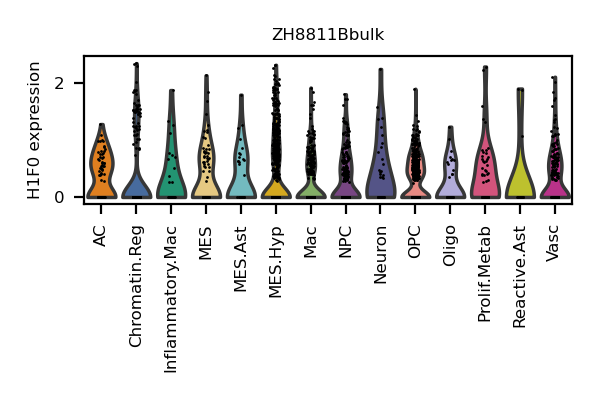 ZH8811Bbulk
H1F0 expression
2
0
AC
Chromatin.Reg
Inflammatory.Mac
MES
MES.Ast
MES.Hyp
Mac
NPC
Neuron
OPC
Oligo
Prolif.Metab
Reactive.Ast
Vasc